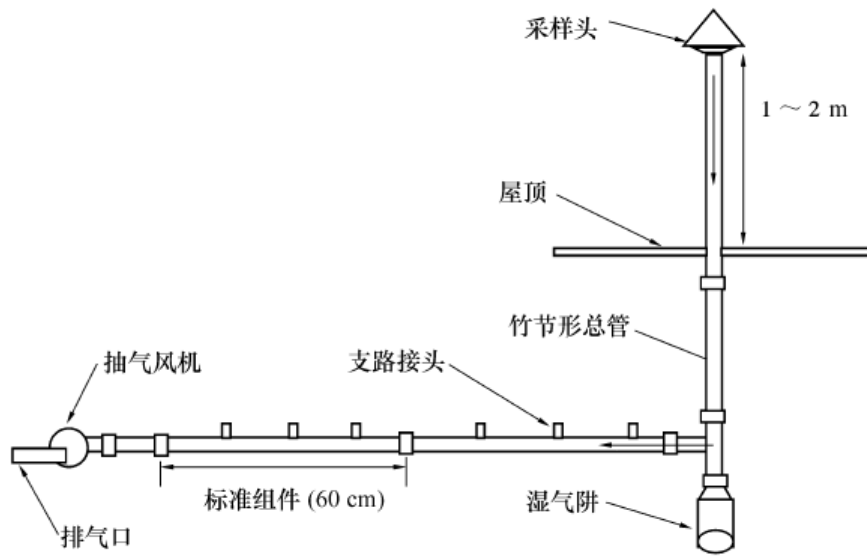 采样头
1～2 m
屋顶
竹节形总管
抽气风机
支路接头
标准组件 (60 cm)
湿气阱
排气口